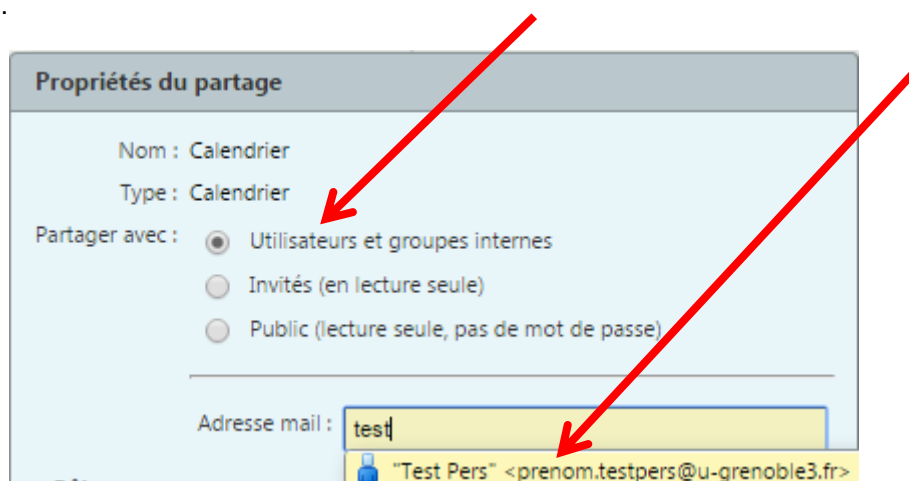 .
Propriétés du partage
Nom : Calendrier
Type : Calendrier
Partager avec : Utilisateurs et groupes internes
Invités (en lecture seule)
Public (lecture seule, pas de mot de passe)
Adresse mail : test
"Test Pers" <prenom.testpers@u-grenoble3.fr>